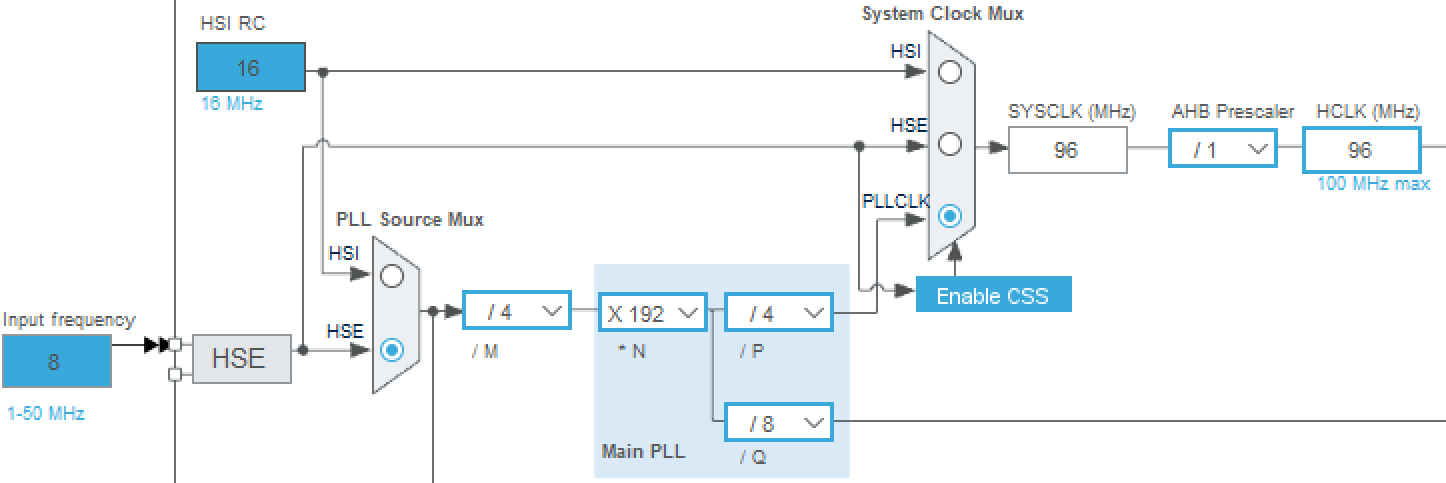 System Clock Mux
HSI RC
16
16 MHz
HSI
HSE
PLLCLK
SYSCLK (MHz)
96
AHB Prescaler
/ 1
HCLK (MHz)
96
100 MHz max
PLL Source Mux
HSI
HSE
Enable CSS
Input frequency
8
1-50 MHz
HSE
/ 4
/ M
X 192
* N
/ 4
/ P
/ 8
/ Q
Main PLL